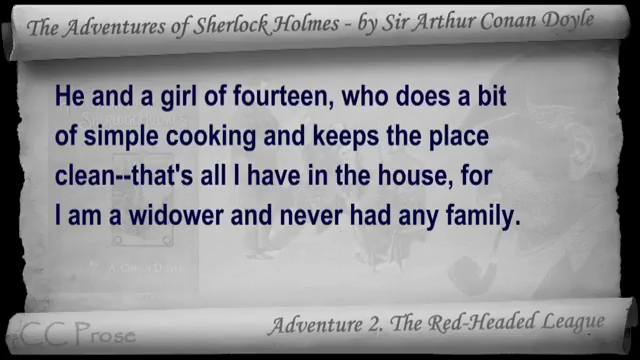 The Adventures of Sherlock Holmes - by Sir Arthur Conan Doyle
He and a girl of fourteen, who does a bit
of simple cooking and keeps the place
clean--that's all I have in the house, for
I am a widower and never had any family.
CC Prose
Adventure 2. The Red-Headed League